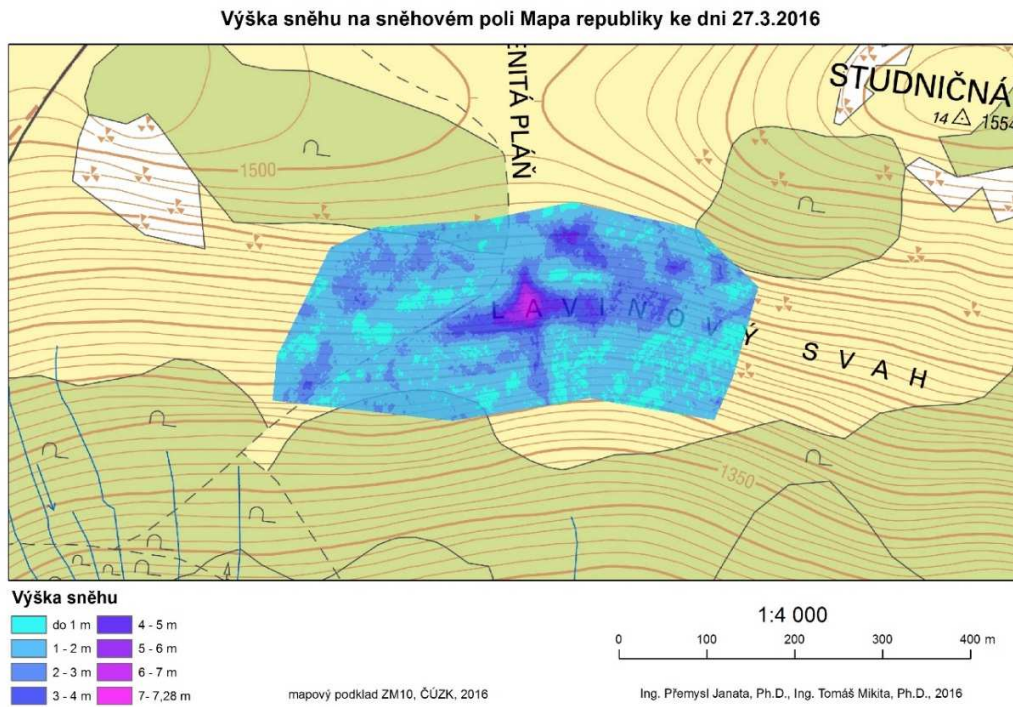 Výška sněhu na sněhovém poli Mapa republiky ke dni 27.3.2016
ENITÁ PLÁŇ
STUDNIČNÁ
14 1554
1500
LAVINOVÝ SVAH
1350
Výška sněhu
do 1 m
1 - 2 m
2 - 3 m
3 - 4 m
4 - 5 m
5 - 6 m
6 - 7 m
7- 7,28 m
mapový podklad ZM10, ČÚZK, 2016
1:4 000
0 100 200 300 400 m
Ing. Přemysl Janata, Ph.D., Ing. Tomáš Mikita, Ph.D., 2016